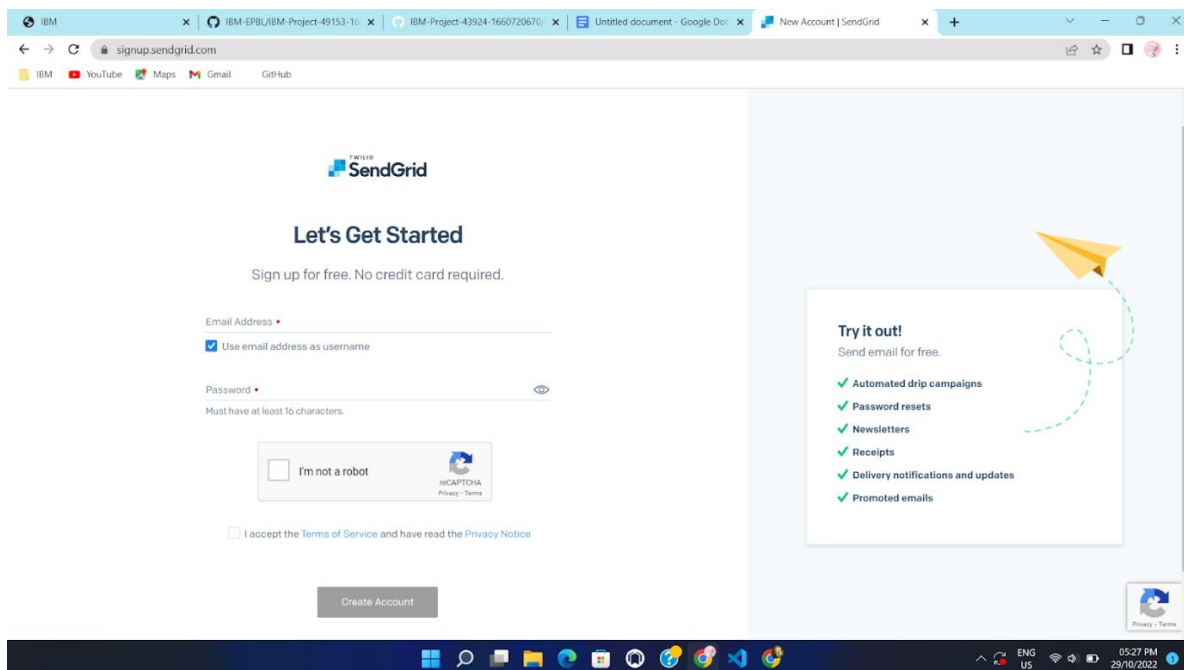 IBM
IBM-EPBL/IBM-Project-49153-16
IBM-Project-43924-1660720670/
Untitled document - Google Doc
New Account | SendGrid
signup.sendgrid.com
IBM
YouTube
Maps
Gmail
GitHub
TWILIO
SendGrid
Let's Get Started
Sign up for free. No credit card required.
Email Address
Use email address as username
Password
Must have at least 16 characters.
I'm not a robot
reCAPTCHA
Privacy - Terms
I accept the Terms of Service and have read the Privacy Notice
Create Account
Try it out!
Send email for free.
Automated drip campaigns
Password resets
Newsletters
Receipts
Delivery notifications and updates
Promoted emails
Privacy - Terms
ENG
US
05:27 PM
29/10/2022
1